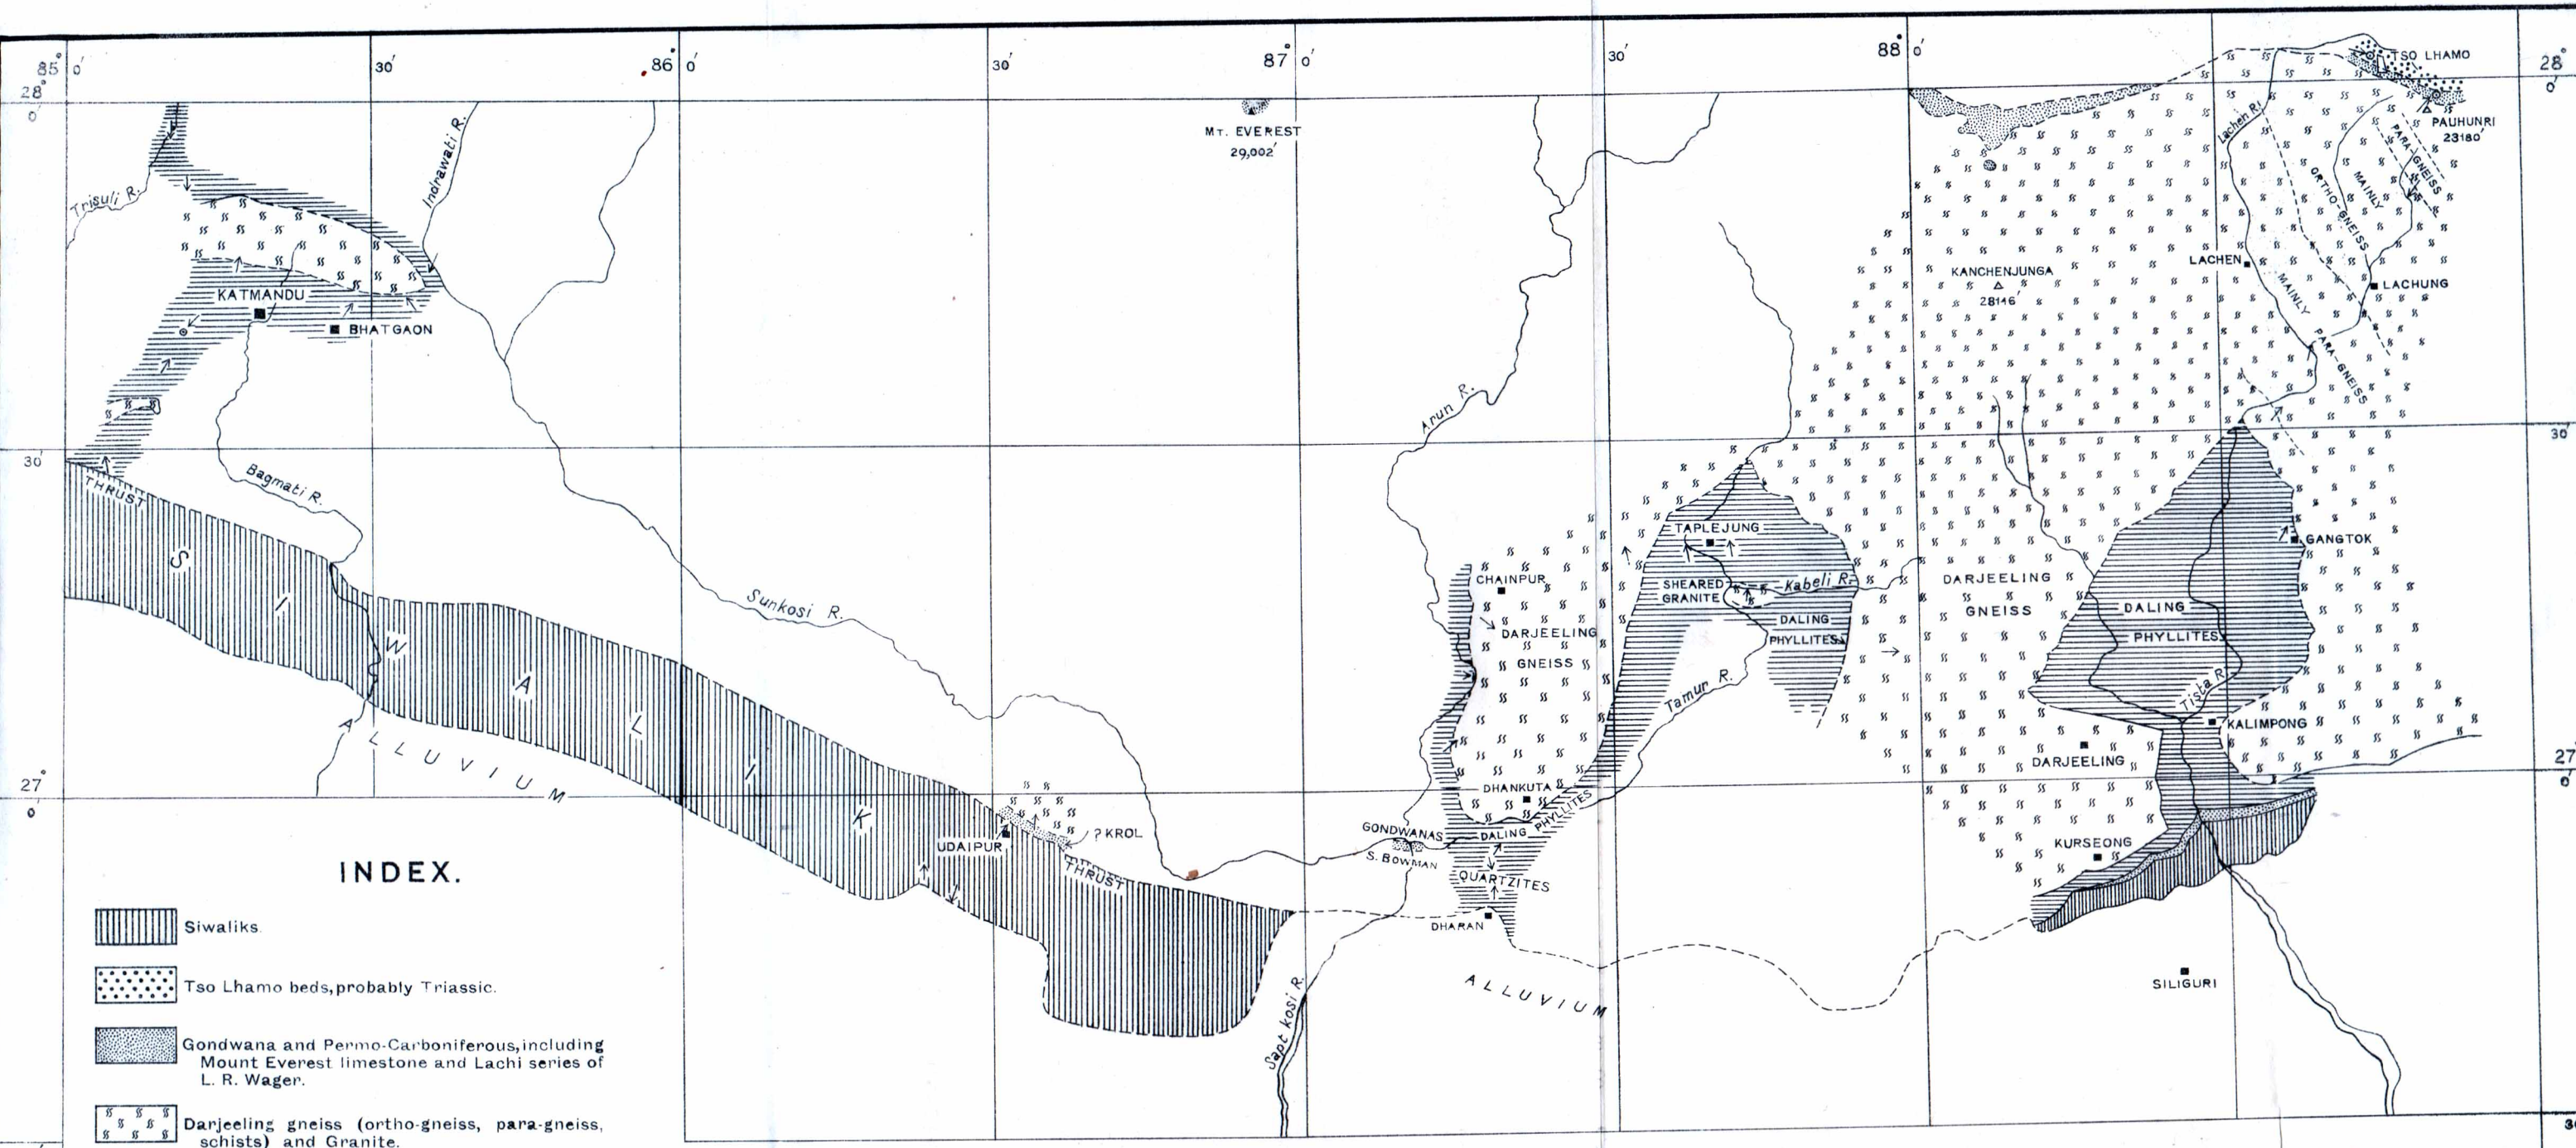 85° 0'
30'
86° 0'
30'
87° 0'
30'
88° 0'
28° 0'
28° 0'
TSO LHAMO
PAUHUNRI
23180'
MT. EVEREST
29,002'
Trisuli R.
Indrawati R.
Lachen R.
PARA-GNEISS
MAINLY
ORTHO-GNEISS
LACHEN
LACHUNG
KANCHENJUNGA
28146'
MAINLY PARA-GNEISS
KATMANDU
BHATGAON
Arun R.
30'
30'
THRUST
Bagmati R.
Sunkosi R.
TAPLEJUNG
SHEARED
GRANITE
Kabeli R.
DALING
PHYLLITES
CHAINPUR
DARJEELING
GNEISS
DARJEELING
GNEISS
GANGTOK
DALING
PHYLLITES
Tista R.
Tamur R.
KALIMPONG
DARJEELING
S I W A L I K
ALLUVIUM
27° 0'
27° 0'
DHANKUTA
DALING PHYLLITES
GONDWANAS
S. BOWMAN
QUARTZITES
DHARAN
UDAIPUR
? KROL
THRUST
KURSEONG
SILIGURI
ALLUVIUM
Sapt kosi R.
INDEX.
Siwaliks.
Tso Lhamo beds, probably Triassic.
Gondwana and Permo-Carboniferous, including
Mount Everest limestone and Lachi series of
L. R. Wager.
Darjeeling gneiss (ortho-gneiss, para-gneiss,
schists) and Granite.